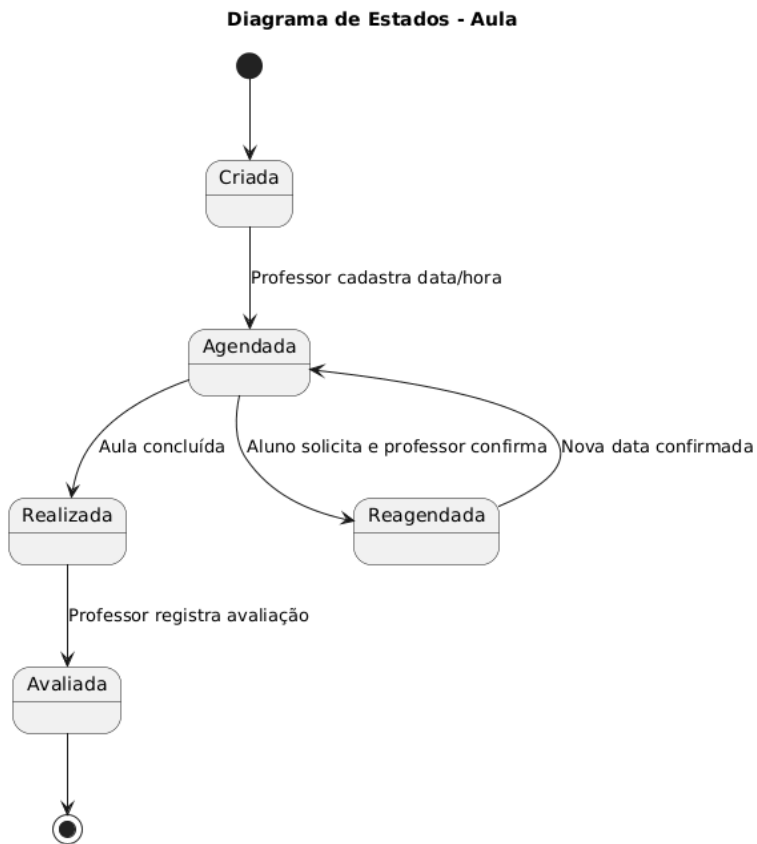 Diagrama de Estados - Aula
Criada
Professor cadastra data/hora
Agendada
Aula concluída
Aluno solicita e professor confirma
Nova data confirmada
Realizada
Reagendada
Professor registra avaliação
Avaliada